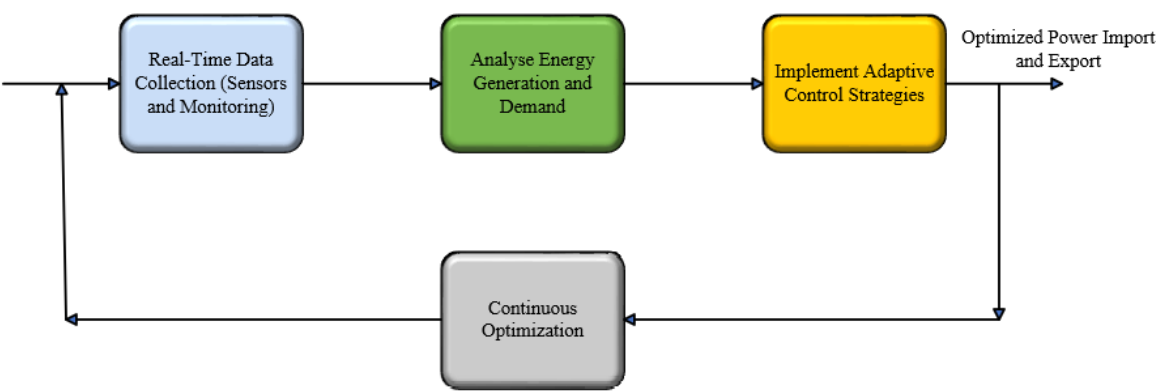 Real-Time Data
Collection (Sensors
and Monitoring)
Analyse Energy
Generation and
Demand
Implement Adaptive
Control Strategies
Optimized Power Import
and Export
Continuous
Optimization